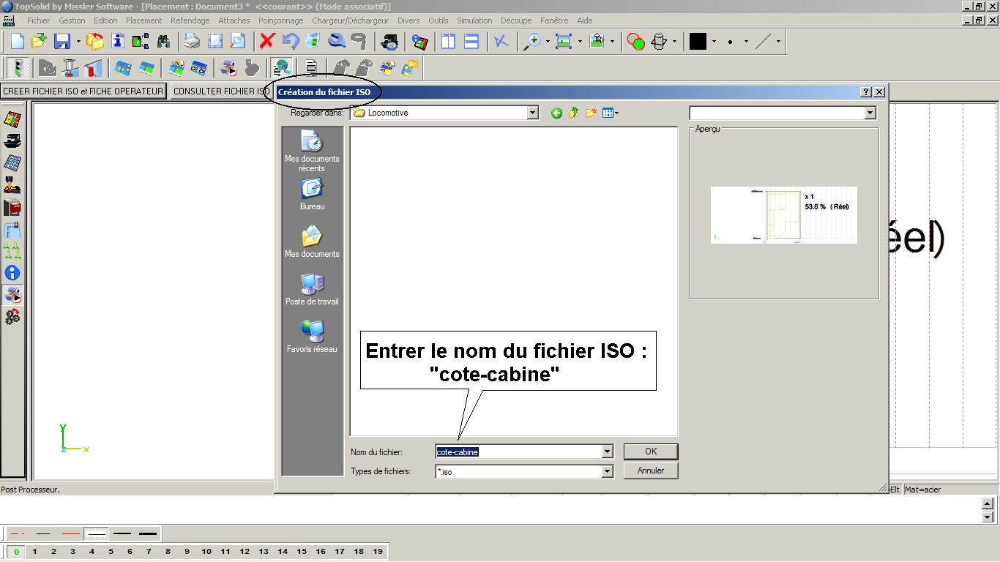 TopSolid by Missler Software - [Placement : Document3 * <<courant>> (Mode associatif)]
Fichier Gestion Edition Placement Refendage Attaches Poinçonnage Chargeur/Déchargeur Divers Outils Simulation Découpe Fenêtre Aide
CREER FICHIER ISO et FICHE OPERATEUR CONSULTER FICHIER ISO
Création du fichier ISO
Regarder dans: Locomotive
Aperçu
Mes documents
récents
Bureau
Mes documents
Poste de travail
Favoris réseau
x 1
53.6 % ( Réel)
0mm
éel)
Entrer le nom du fichier ISO :
"cote-cabine"
Nom du fichier: cote-cabine OK
Types de fichiers: *.iso Annuler
y
z x
Post Processeur.
=Elt Mat=acier
0 1 2 3 4 5 6 7 8 9 10 11 12 13 14 15 16 17 18 19